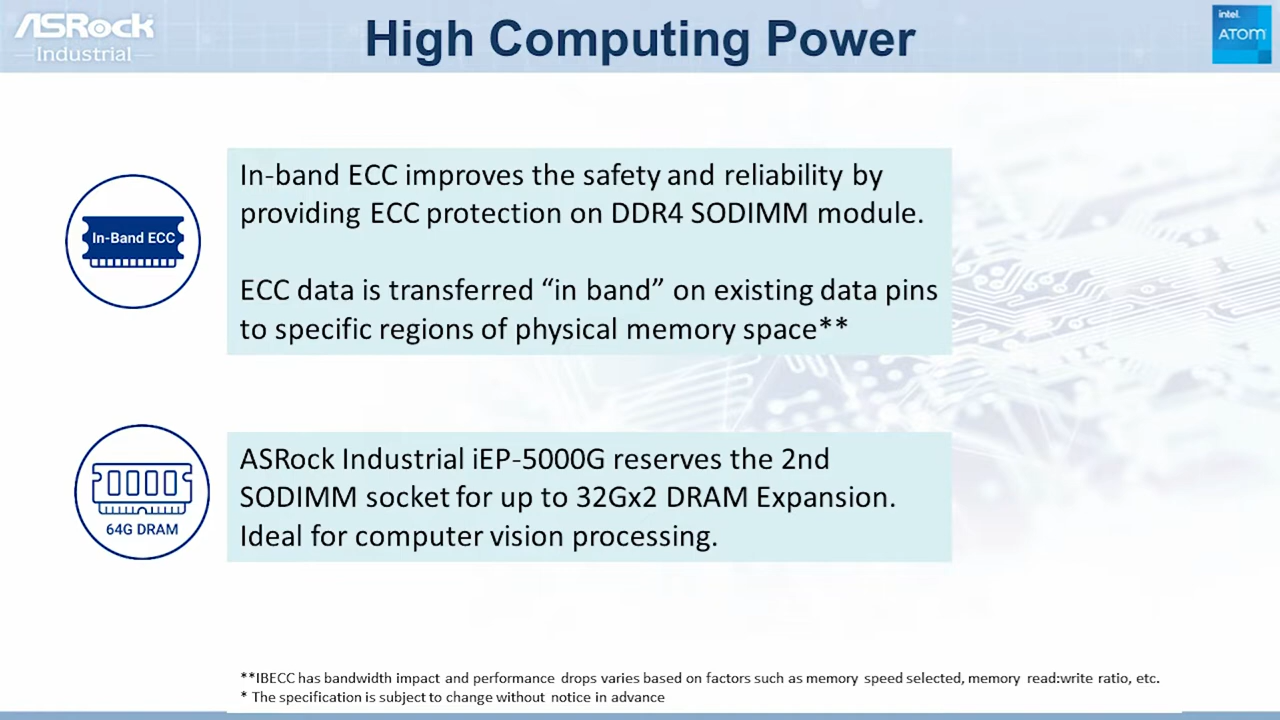 ASRock
Industrial
High Computing Power
intel.
ATOM
In-Band ECC
In-band ECC improves the safety and reliability by
providing ECC protection on DDR4 SODIMM module.
ECC data is transferred “in band” on existing data pins
to specific regions of physical memory space**
64G DRAM
ASRock Industrial iEP-5000G reserves the 2nd
SODIMM socket for up to 32Gx2 DRAM Expansion.
Ideal for computer vision processing.
**IBECC has bandwidth impact and performance drops varies based on factors such as memory speed selected, memory read:write ratio, etc.
* The specification is subject to change without notice in advance